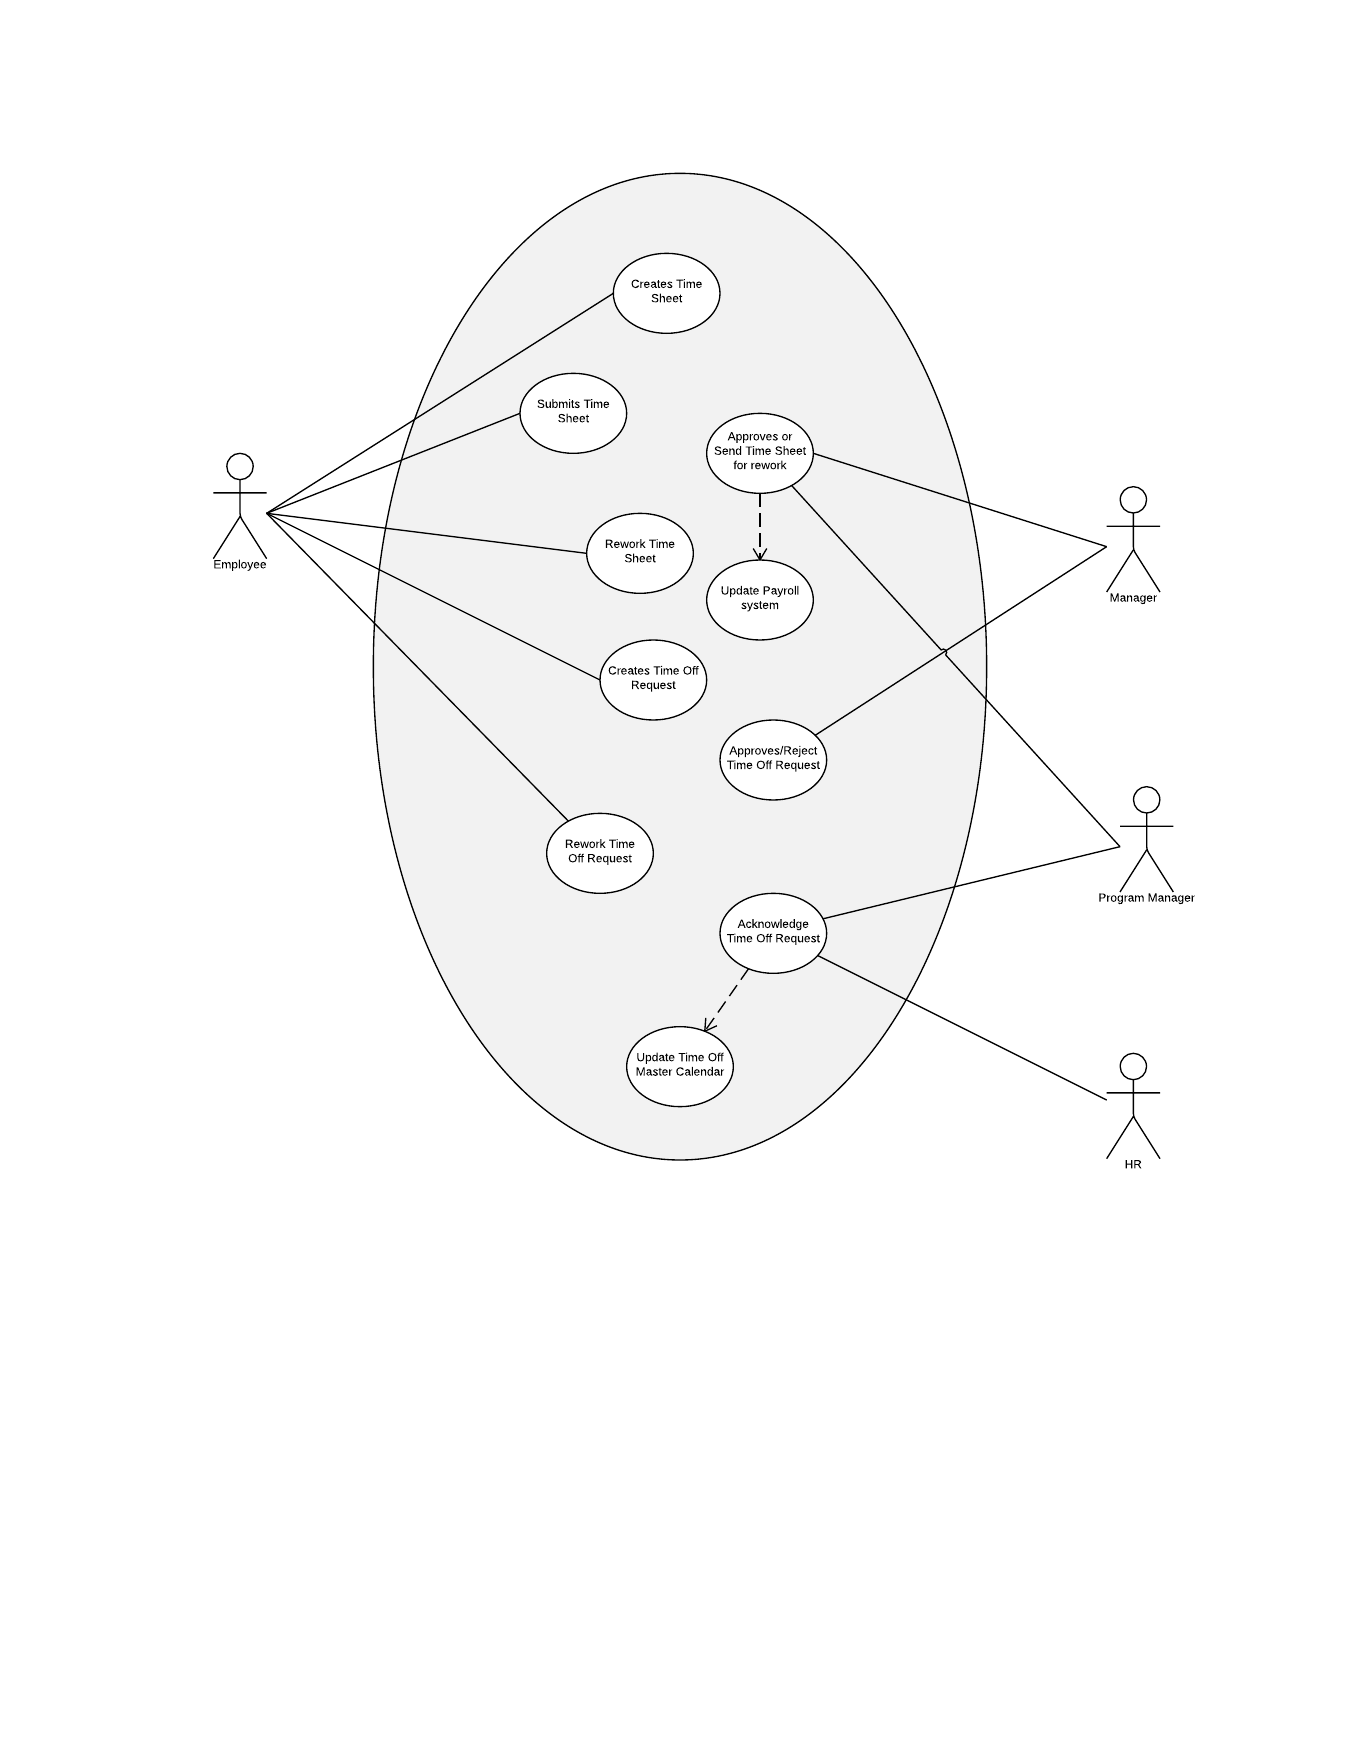 Creates Time
Sheet
Submits Time
Sheet
Approves or
Send Time Sheet
for rework
Employee
Rework Time
Sheet
Update Payroll
system
Manager
Creates Time Off
Request
Approves/Reject
Time Off Request
Rework Time
Off Request
Program Manager
Acknowledge
Time Off Request
Update Time Off
Master Calendar
HR